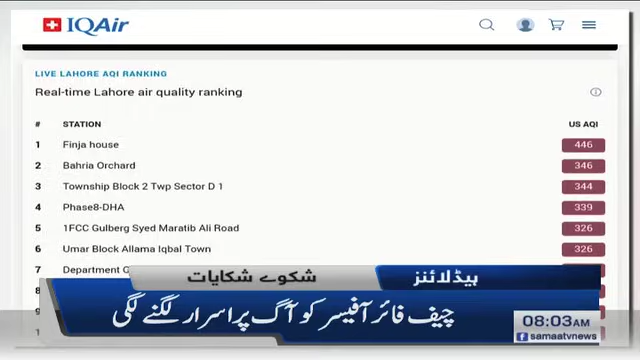 IQAir
LIVE LAHORE AQI RANKING
Real-time Lahore air quality ranking
# STATION US AQI
1 Finja house 446
2 Bahria Orchard 346
3 Township Block 2 Twp Sector D 1 344
4 Phase8-DHA 339
5 1FCC Gulberg Syed Maratib Ali Road 326
6 Umar Block Allama Iqbal Town 326
7 Department
ہیڈلائنز
شکوے شکایات
8
چیف فائر آفیسر کو آگ پراسرار لگنے لگی
08:03AM
samaatvnews